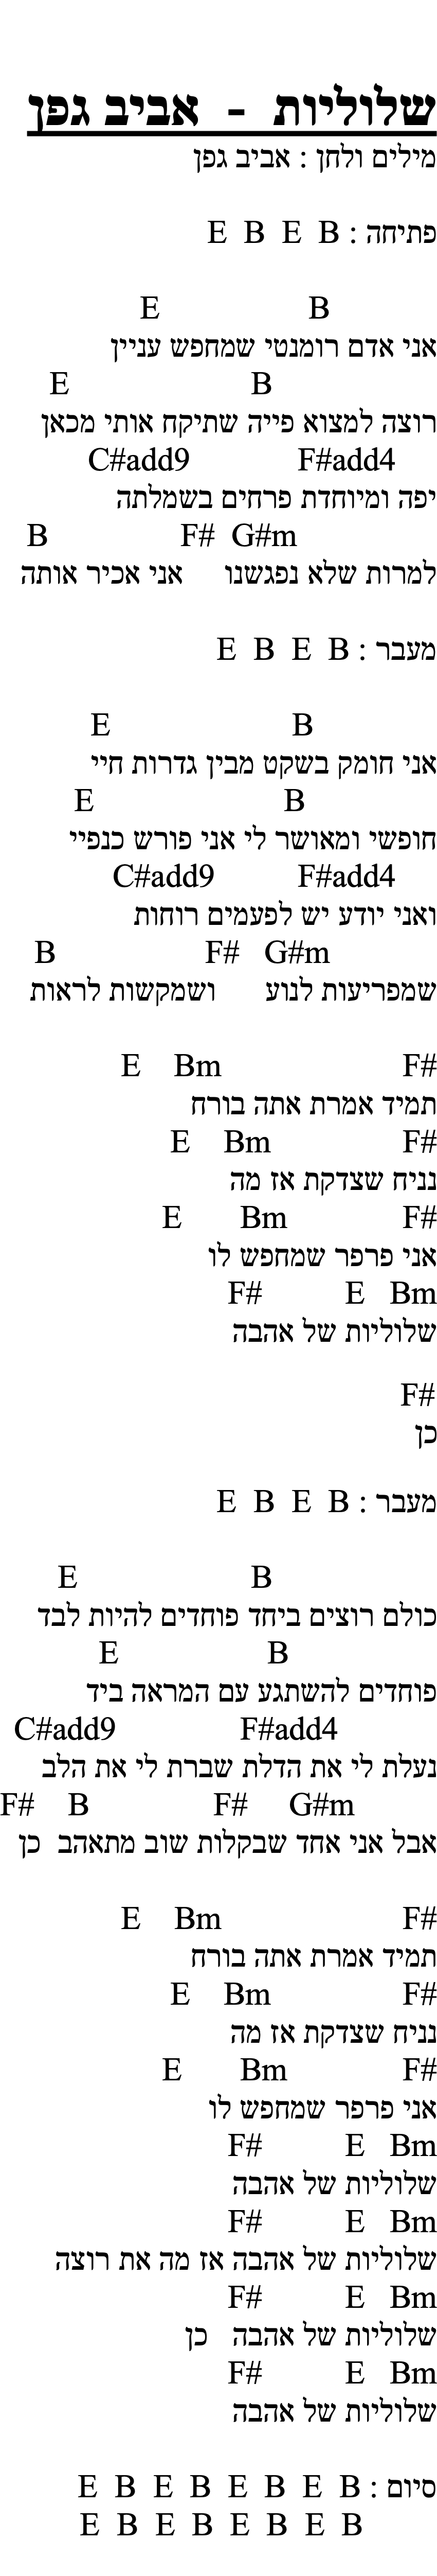 שלוליות - אביב גפן
מילים ולחן : אביב גפן
פתיחה : E B E B
E B
אני אדם רומנטי שמחפש עניין
E B
רוצה למצוא פייה שתיקח אותי מכאן
C#add9 F#add4
יפה ומיוחדת פרחים בשמלתה
B F# G#m
למרות שלא נפגשנו אני אכיר אותה
מעבר : E B E B
E B
אני חומק בשקט מבין גדרות חיי
E B
חופשי ומאושר לי אני פורש כנפיי
C#add9 F#add4
ואני יודע יש לפעמים רוחות
B F# G#m
שמפריעות לנוע ושמקשות לראות
E Bm F#
תמיד אמרת אתה בורח
E Bm F#
נניח שצדקת אז מה
E Bm F#
אני פרפר שמחפש לו
F# E Bm
שלוליות של אהבה
F#
כן
מעבר : E B E B
E B
כולם רוצים ביחד פוחדים להיות לבד
E B
פוחדים להשתגע עם המראה ביד
C#add9 F#add4
נעלת לי את הדלת שברת לי את הלב
F# B F# G#m
אבל אני אחד שבקלות שוב מתאהב כן
E Bm F#
תמיד אמרת אתה בורח
E Bm F#
נניח שצדקת אז מה
E Bm F#
אני פרפר שמחפש לו
F# E Bm
שלוליות של אהבה
F# E Bm
שלוליות של אהבה אז מה את רוצה
F# E Bm
שלוליות של אהבה כן
F# E Bm
שלוליות של אהבה
סיום : E B E B E B E B
E B E B E B E B